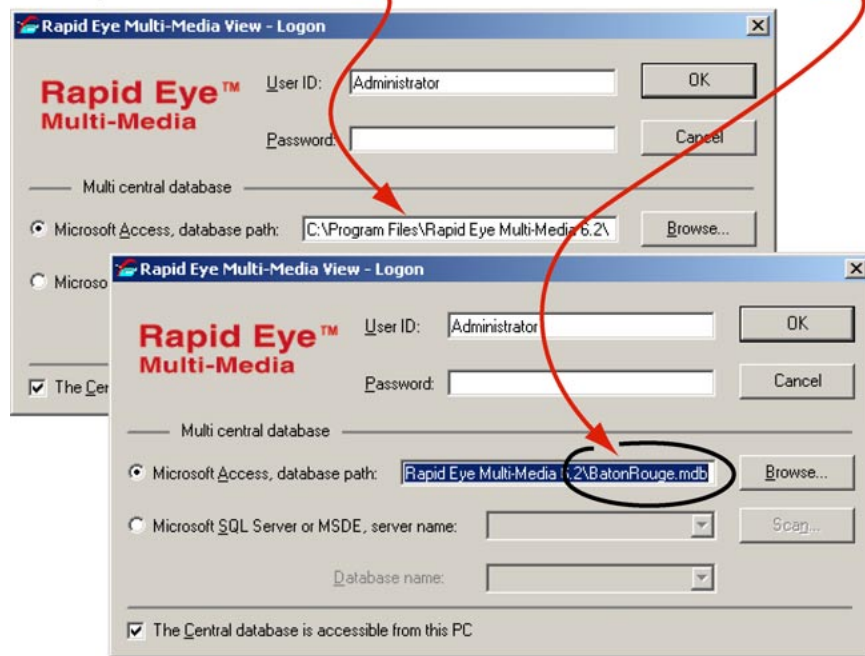 Rapid Eye Multi-Media View - Logon
Rapid Eye™
Multi-Media
User ID: Administrator
OK
Password:
Cancel
Multi central database
Microsoft Access, database path: C:\Program Files\Rapid Eye Multi-Media 6.2\
Browse...
Microso
The Cer
Rapid Eye Multi-Media View - Logon
Rapid Eye™
Multi-Media
User ID: Administrator
OK
Password:
Cancel
Multi central database
Microsoft Access, database path: Rapid Eye Multi-Media 6.2\BatonRouge.mdb
Browse...
Microsoft SQL Server or MSDE, server name:
Scan...
Database name:
The Central database is accessible from this PC